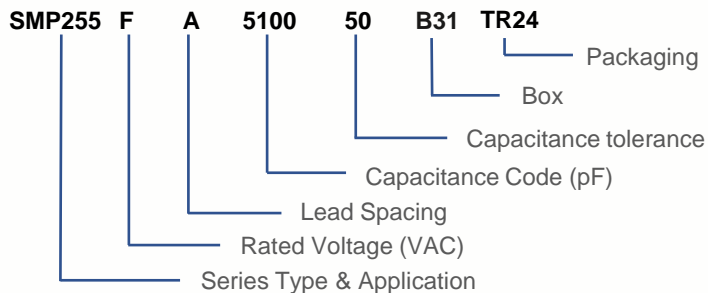 SMP255 F A 5100 50 B31 TR24
Packaging
Box
Capacitance tolerance
Capacitance Code (pF)
Lead Spacing
Rated Voltage (VAC)
Series Type & Application